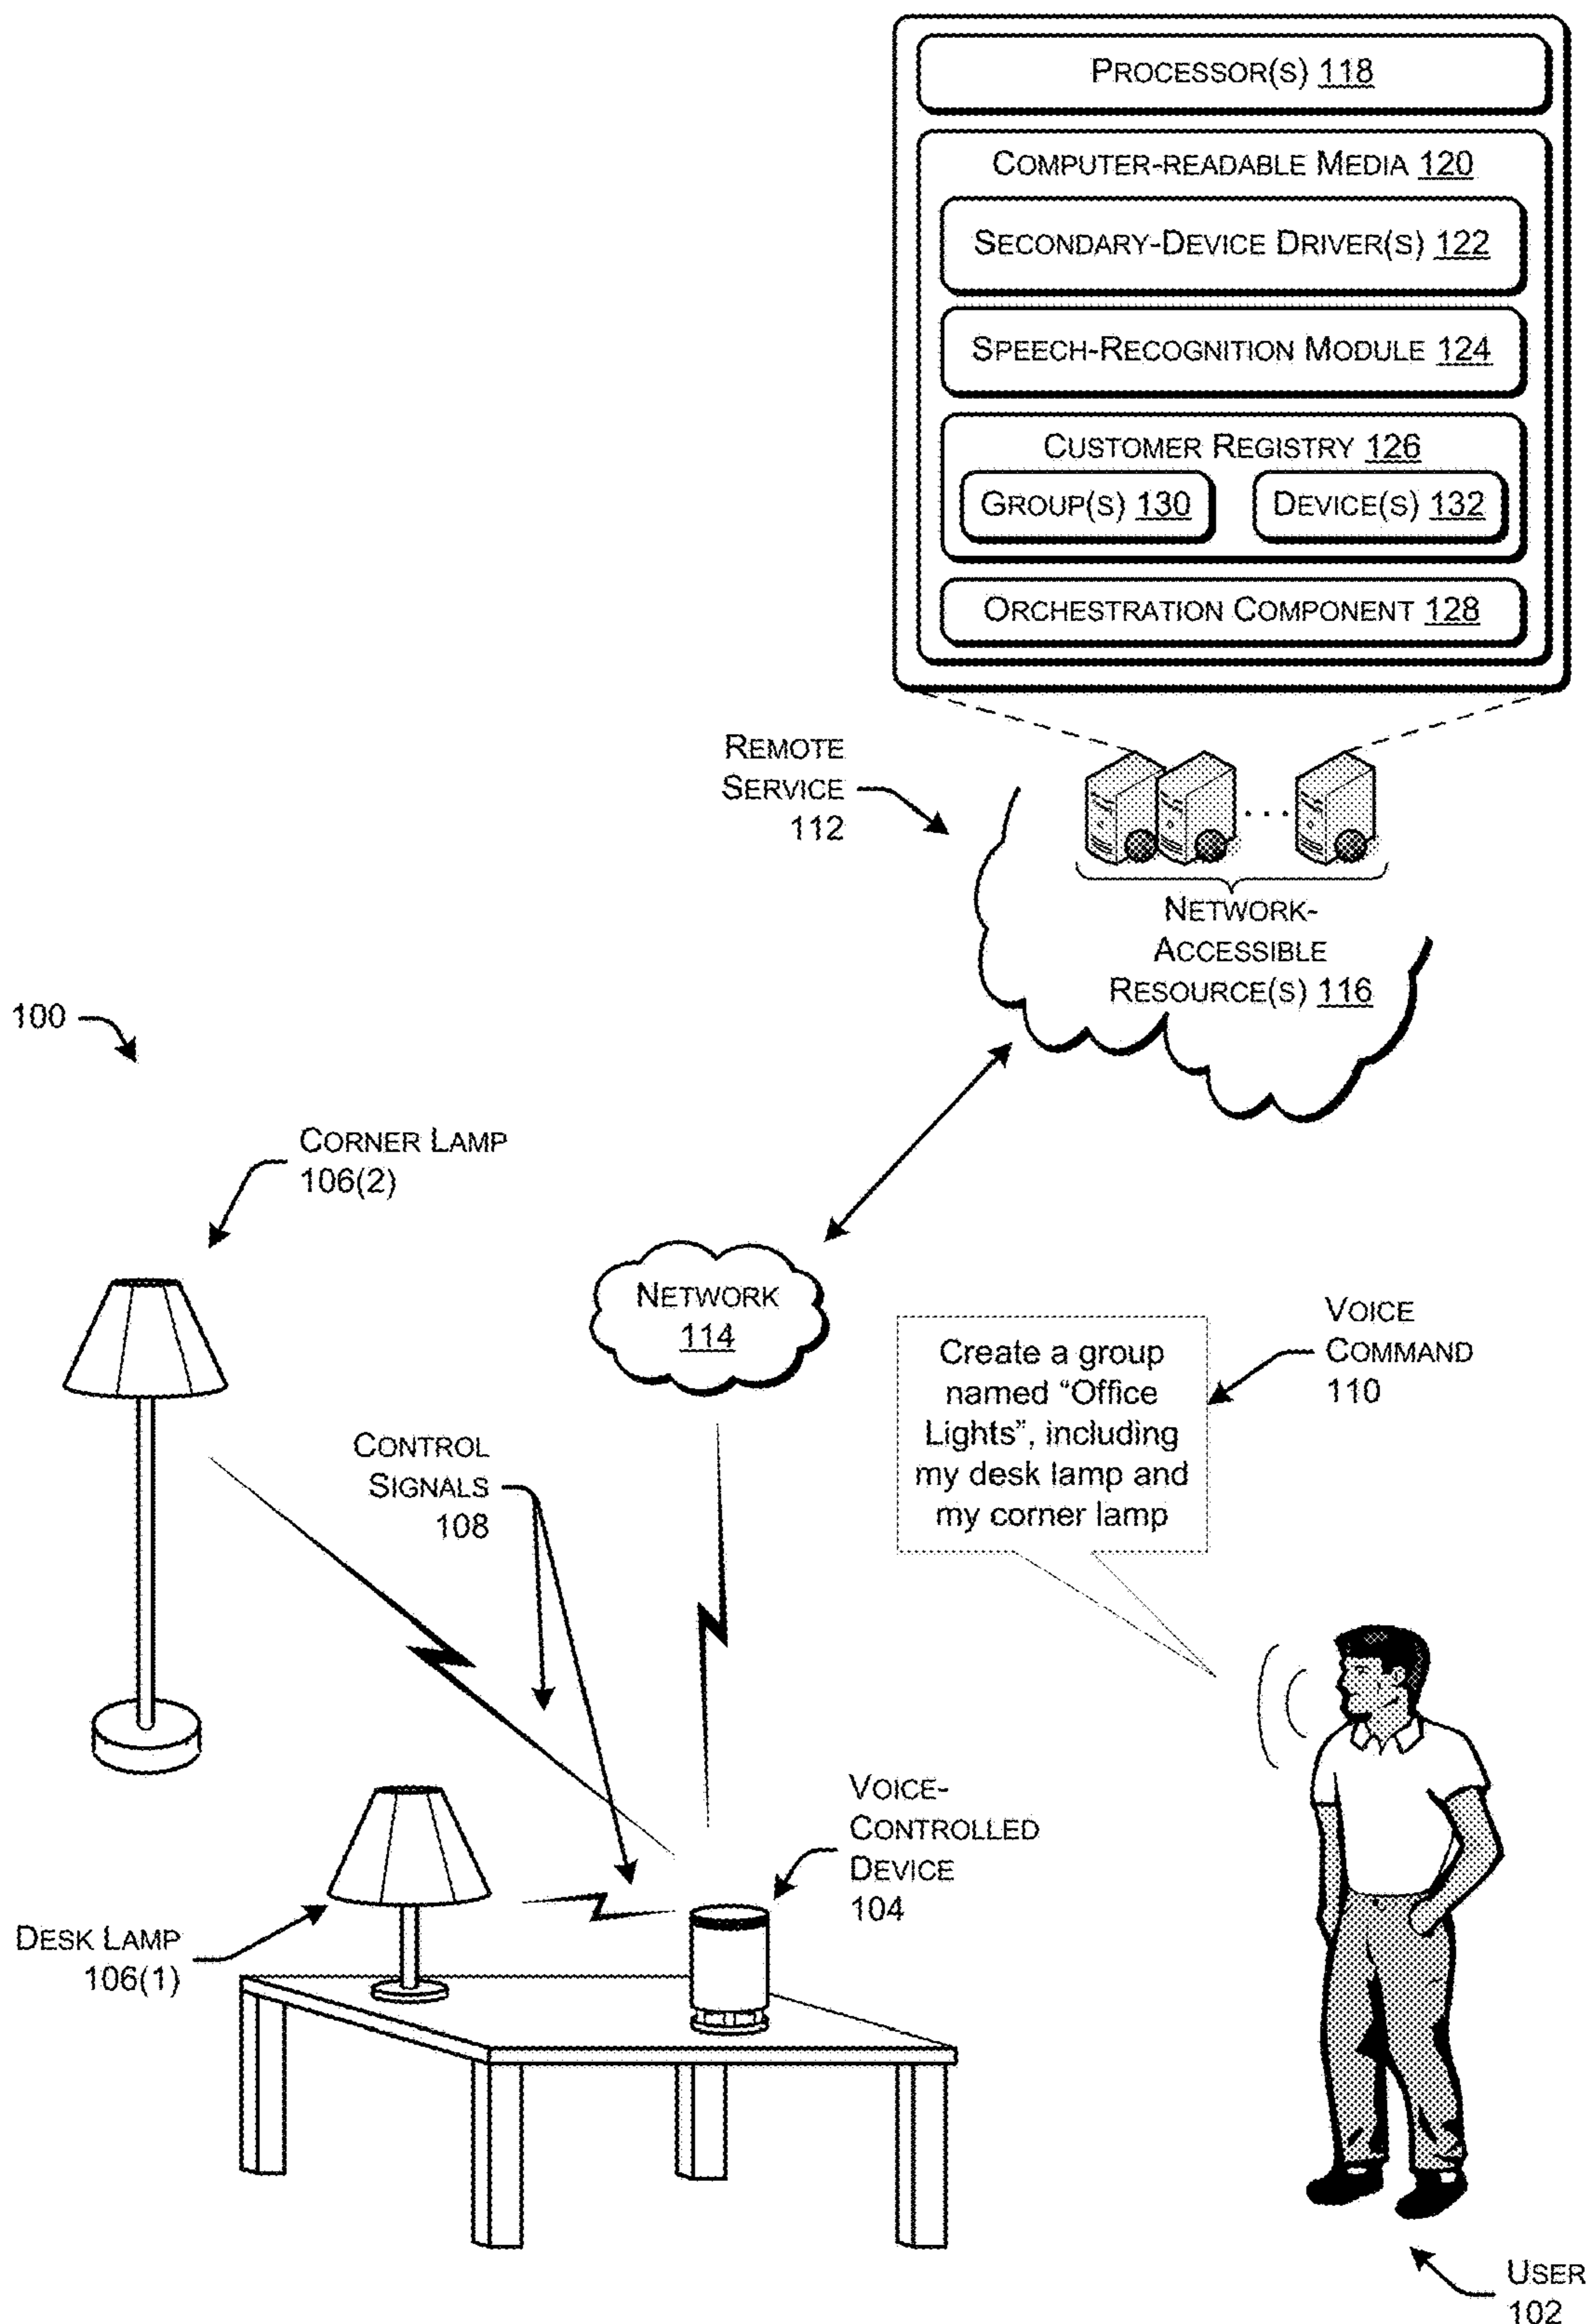 PROCESSOR(S) 118
COMPUTER-READABLE MEDIA 120
SECONDARY-DEVICE DRIVER(S) 122
SPEECH-RECOGNITION MODULE 124
CUSTOMER REGISTRY 126
GROUP(S) 130
DEVICE(S) 132
ORCHESTRATION COMPONENT 128
REMOTE
SERVICE
112
NETWORK-
ACCESSIBLE
RESOURCE(S) 116
100
CORNER LAMP
106(2)
NETWORK
114
VOICE
COMMAND
110
Create a group
named “Office
Lights”, including
my desk lamp and
my corner lamp
CONTROL
SIGNALS
108
VOICE-
CONTROLLED
DEVICE
104
DESK LAMP
106(1)
USER
102